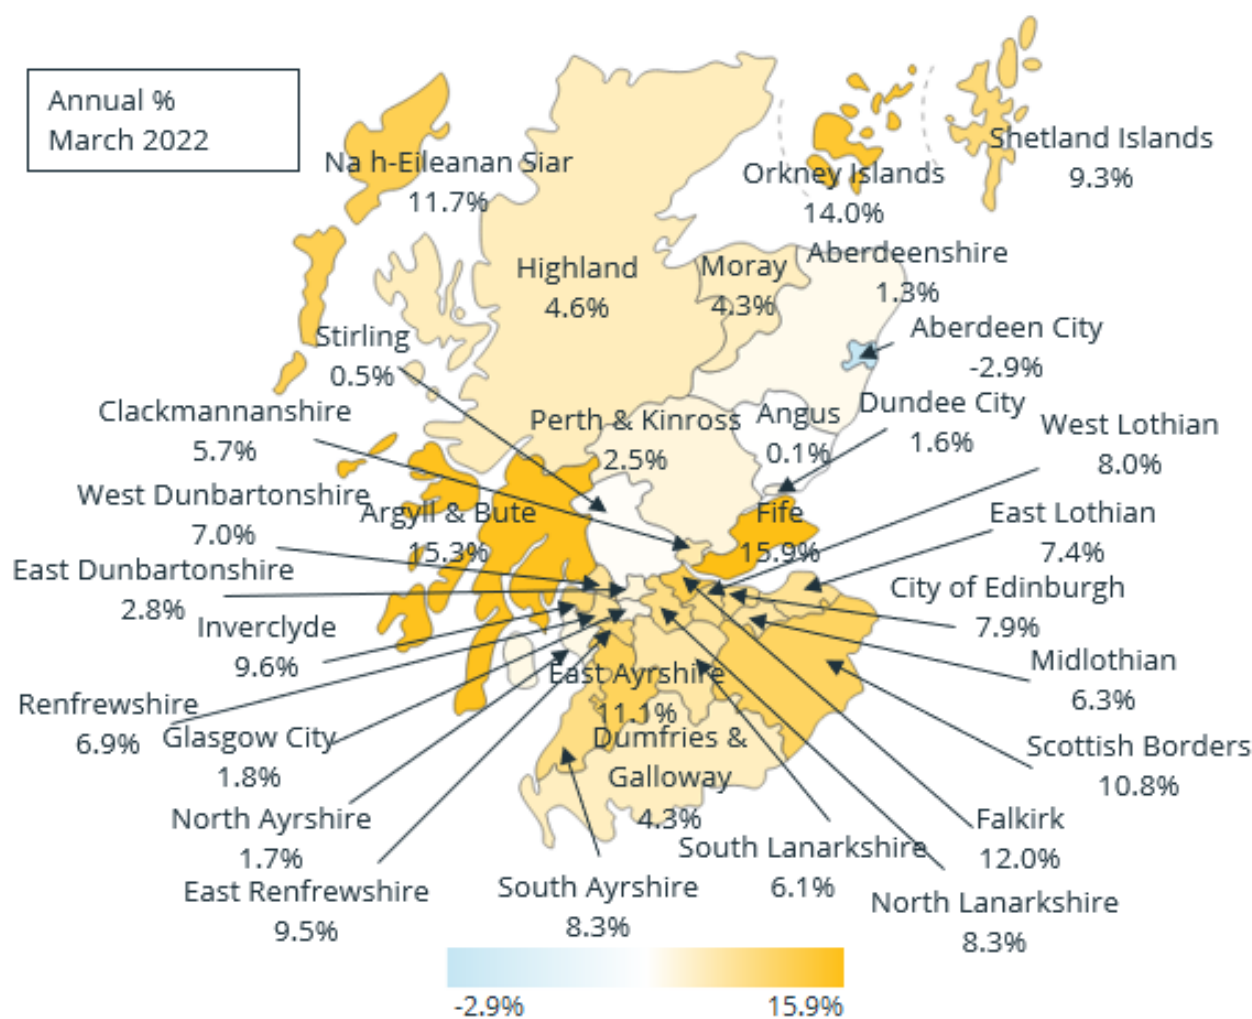 Annual %
March 2022
Na h-Eileanan Siar
11.7%
Shetland Islands
9.3%
Orkney Islands
14.0%
Highland
4.6%
Moray
4.3%
Aberdeenshire
1.3%
Aberdeen City
-2.9%
Stirling
0.5%
Clackmannanshire
5.7%
Perth & Kinross
2.5%
Angus
0.1%
Dundee City
1.6%
West Lothian
8.0%
West Dunbartonshire
7.0%
Argyll & Bute
15.3%
Fife
15.9%
East Lothian
7.4%
East Dunbartonshire
2.8%
City of Edinburgh
7.9%
Inverclyde
9.6%
Midlothian
6.3%
Renfrewshire
6.9%
East Ayrshire
11.1%
Glasgow City
1.8%
Dumfries &
Galloway
4.3%
Scottish Borders
10.8%
North Ayrshire
1.7%
Falkirk
12.0%
South Lanarkshire
6.1%
East Renfrewshire
9.5%
South Ayrshire
8.3%
North Lanarkshire
8.3%
-2.9%
15.9%